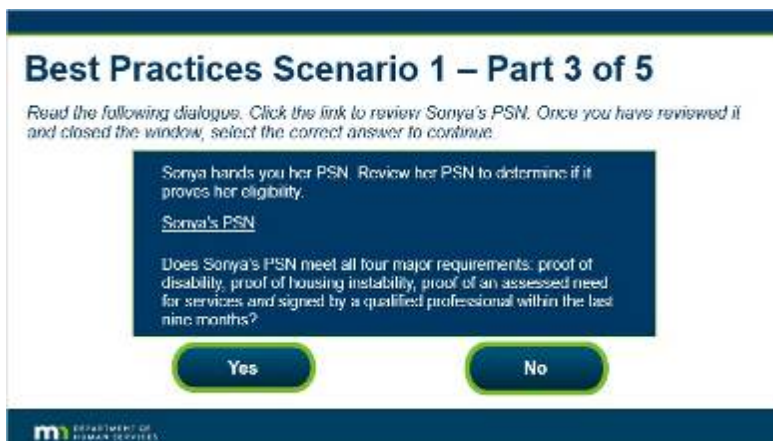 Best Practices Scenario 1 – Part 3 of 5
Read the following dialogue. Click the link to review Sonya's PSN. Once you have reviewed it
and closed the window, select the correct answer to continue.
Sonya hands you her PSN. Review her PSN to determine if it
proves her eligibility.
Sonya's PSN
Does Sonya's PSN meet all four major requirements: proof of
disability, proof of housing instability, proof of an assessed need
for services and signed by a qualified professional within the last
nine months?
Yes
No
DEPARTMENT OF
HUMAN SERVICES